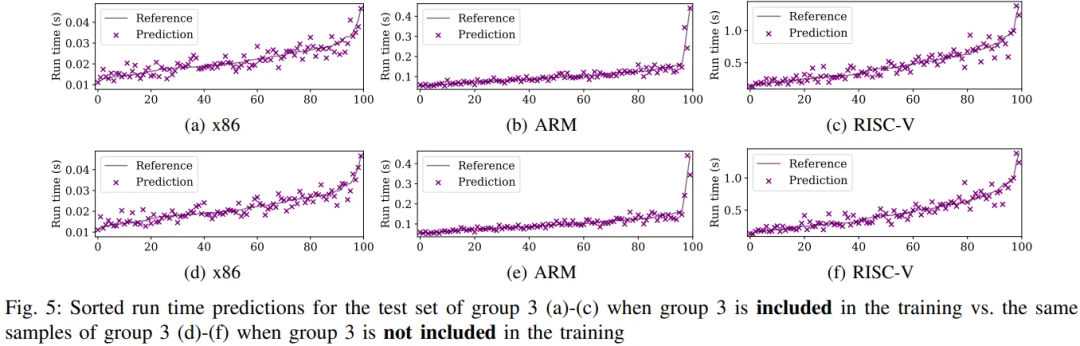 Run time (s)
0.04
0.03
0.02
0.01
Reference
Prediction
0 20 40 60 80 100
(a) x86
Run time (s)
0.4
0.3
0.2
0.1
Reference
Prediction
0 20 40 60 80 100
(b) ARM
Run time (s)
1.0
0.5
Reference
Prediction
0 20 40 60 80 100
(c) RISC-V
Run time (s)
0.04
0.03
0.02
0.01
Reference
Prediction
0 20 40 60 80 100
(d) x86
Run time (s)
0.4
0.3
0.2
0.1
Reference
Prediction
0 20 40 60 80 100
(e) ARM
Run time (s)
1.0
0.5
Reference
Prediction
0 20 40 60 80 100
(f) RISC-V
Fig. 5: Sorted run time predictions for the test set of group 3 (a)-(c) when group 3 is included in the training vs. the same
samples of group 3 (d)-(f) when group 3 is not included in the training